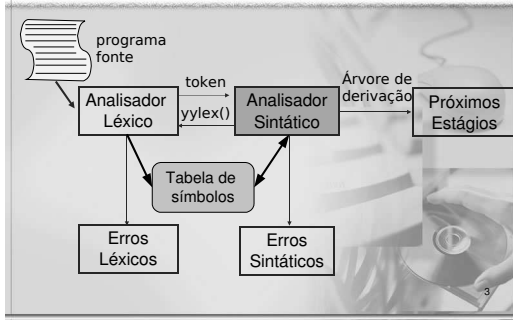 programa
fonte
token
Árvore de
derivação
Analisador
Léxico
yylex()
Analisador
Sintático
Próximos
Estágios
Tabela de
símbolos
Erros
Léxicos
Erros
Sintáticos
3